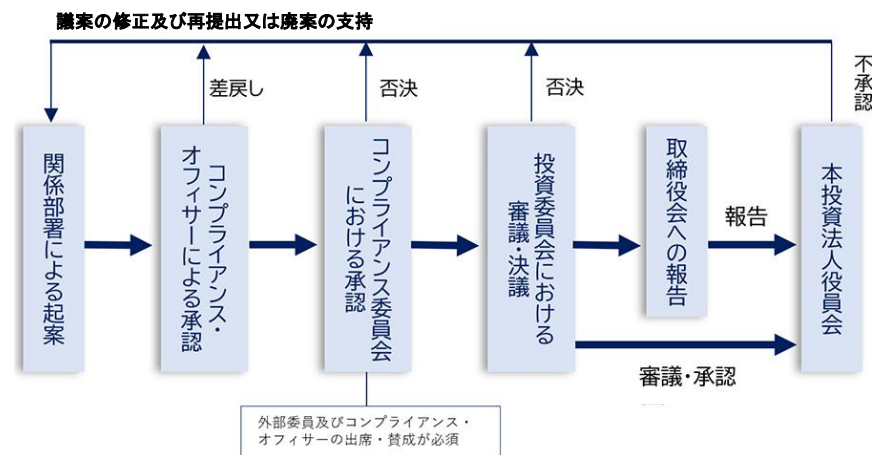 議案の修正及び再提出又は廃案の支持
差戻し
否決
否決
不承認
関係部署による起案
コンプライアンス・
オフィサーによる承認
コンプライアンス委員会
における承認
投資委員会における
審議・決議
取締役会への報告
報告
本投資法人役員会
審議・承認
外部委員及びコンプライアンス・
オフィサーの出席・賛成が必須